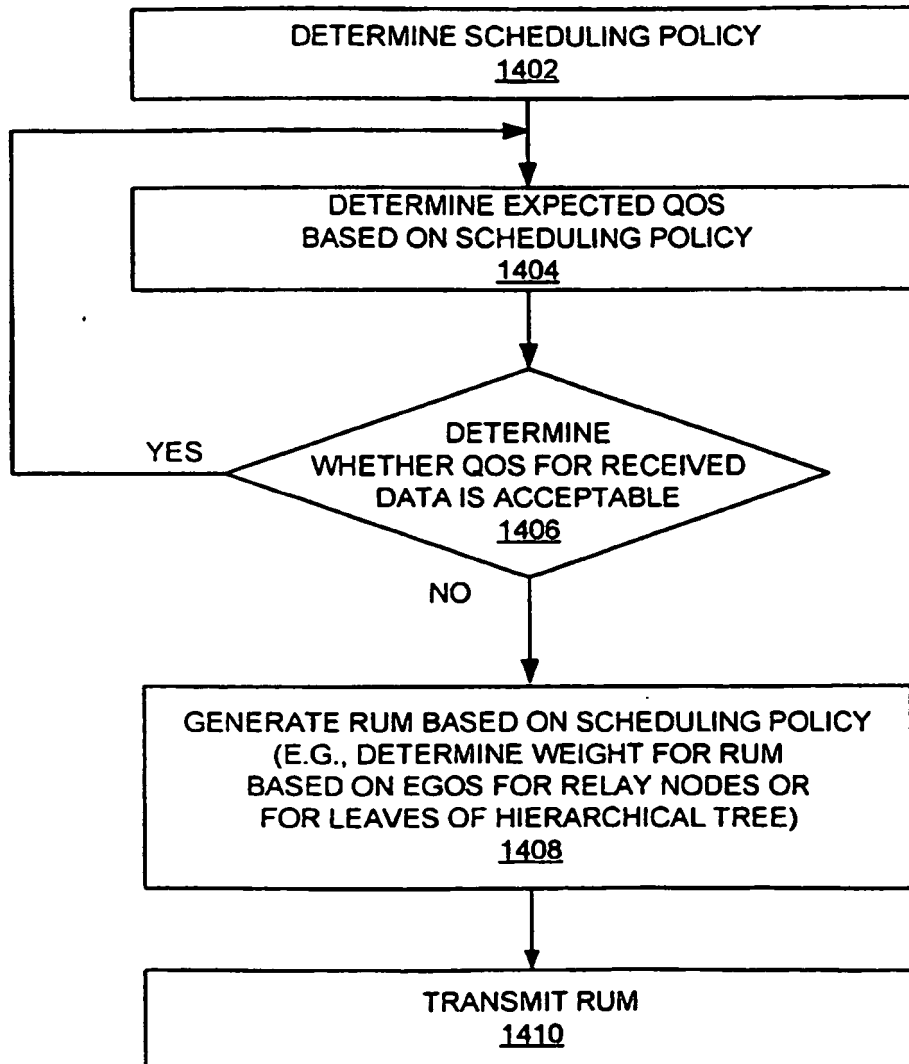 DETERMINE SCHEDULING POLICY
1402
DETERMINE EXPECTED QOS
BASED ON SCHEDULING POLICY
1404
YES
DETERMINE
WHETHER QOS FOR RECEIVED
DATA IS ACCEPTABLE
1406
NO
GENERATE RUM BASED ON SCHEDULING POLICY
(E.G., DETERMINE WEIGHT FOR RUM
BASED ON EGOS FOR RELAY NODES OR
FOR LEAVES OF HIERARCHICAL TREE)
1408
TRANSMIT RUM
1410